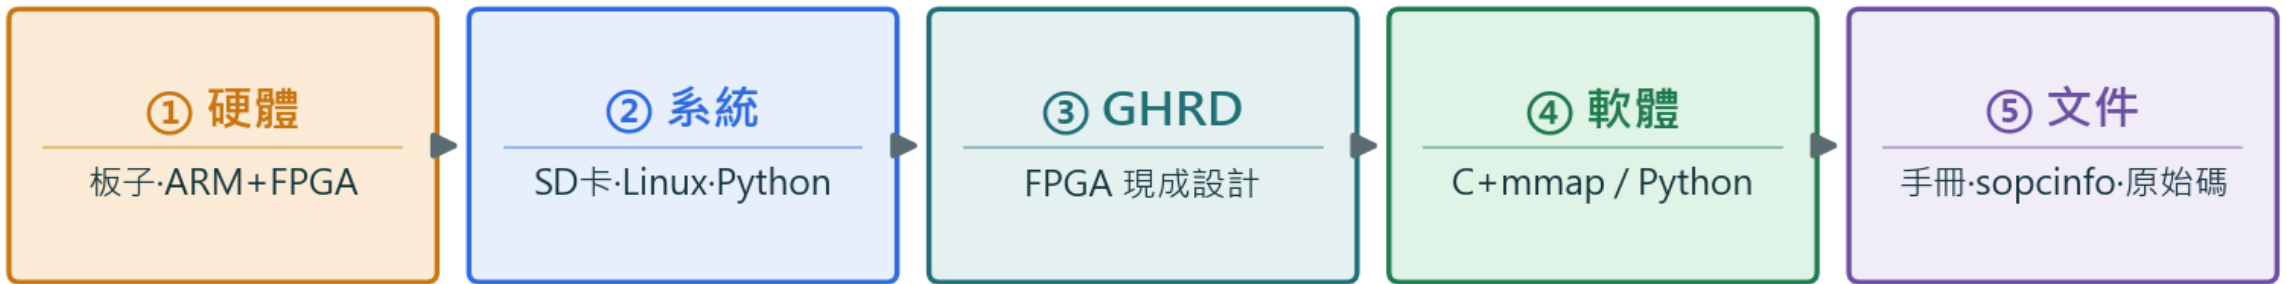 ① 硬體
板子·ARM+FPGA
② 系統
SD卡·Linux·Python
③ GHRD
FPGA 現成設計
④ 軟體
C+mmap / Python
⑤ 文件
手冊·sopcinfo·原始碼